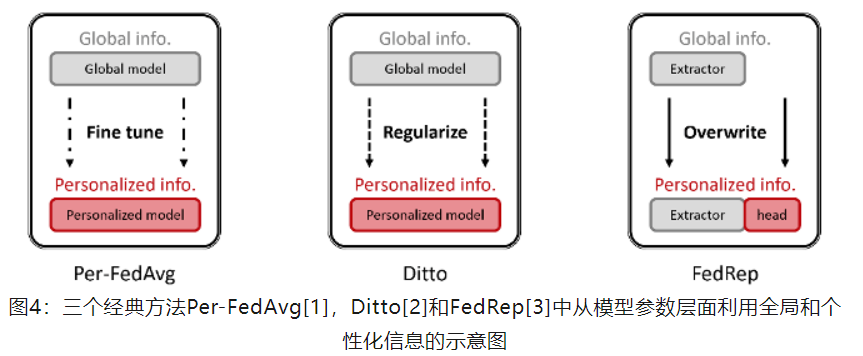 Global info.
Global model
Fine tune
Personalized info.
Personalized model
Per-FedAvg
Global info.
Global model
Regularize
Personalized info.
Personalized model
Ditto
Global info.
Extractor
Overwrite
Personalized info.
Extractor
head
FedRep
图4：三个经典方法Per-FedAvg[1]，Ditto[2]和FedRep[3]中从模型参数层面利用全局和个
性化信息的示意图